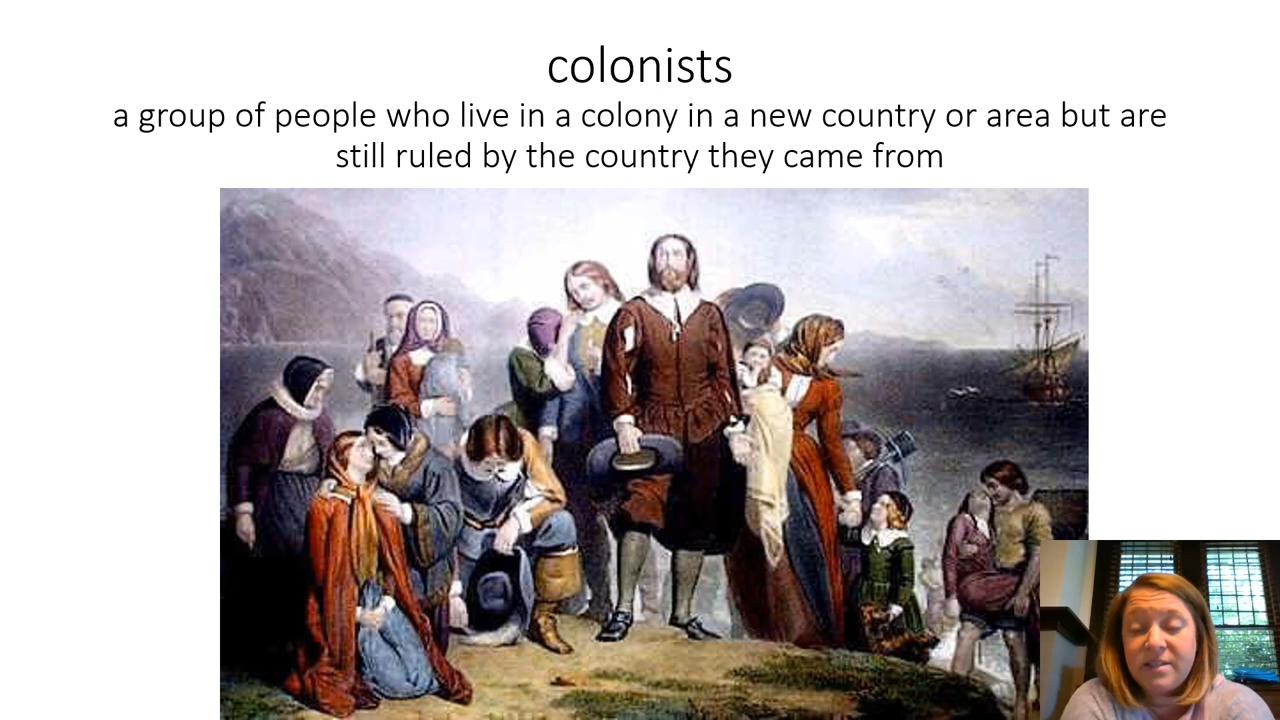 colonists
a group of people who live in a colony in a new country or area but are
still ruled by the country they came from